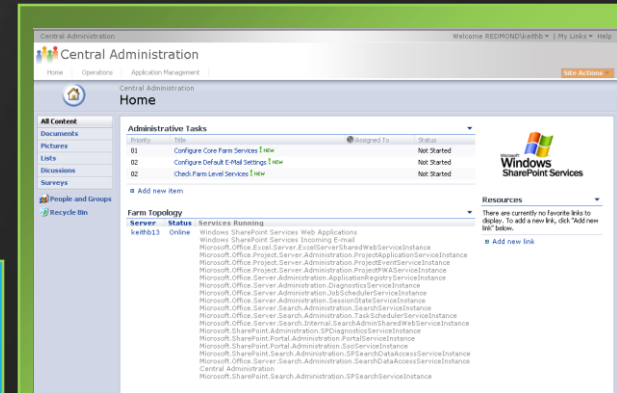 Central Administration
Welcome REDMOND\keithb | My Links Help
Central Administration
Home Operations Application Management
Site Actions
Central Administration
Home
All Content
Documents
Pictures
Lists
Dicussions
Surveys
People and Groups
Recycle Bin
Administrative Tasks
Priority Title Assigned To Status
01 Configure Core Farm Services ! NEW Not Started
02 Configure Default E-Mail Settings ! NEW Not Started
02 Check Farm Level Services ! NEW Not Started
Add new item
Farm Topology
Server Status Services Running
keithb13 Online Windows SharePoint Services Web Applications
Windows SharePoint Services Incoming E-mail
Microsoft.Office.Excel.Server.ExcelServerSharedWebServiceInstance
Microsoft.Office.Project.Server.Administration.ProjectApplicationServiceInstance
Microsoft.Office.Project.Server.Administration.ProjectEventServiceInstance
Microsoft.Office.Project.Server.Administration.ProjectPWAServiceInstance
Microsoft.Office.Server.Administration.ApplicationRegistryServiceInstance
Microsoft.Office.Server.Administration.DiagnosticsServiceInstance
Microsoft.Office.Server.Administration.JobSchedulerServiceInstance
Microsoft.Office.Server.Administration.SessionStateServiceInstance
Microsoft.Office.Server.Search.Administration.SearchServiceInstance
Microsoft.Office.Server.Search.Administration.TaskSchedulerServiceInstance
Microsoft.Office.Server.Search.Internal.SearchAdminSharedWebServiceInstance
Microsoft.SharePoint.Administration.SPDiagnosticsServiceInstance
Microsoft.SharePoint.Portal.Administration.PortalServiceInstance
Microsoft.SharePoint.Portal.Administration.SsoServiceInstance
Microsoft.SharePoint.Search.Administration.SPSearchDataAccessServiceInstance
Microsoft.Office.Server.Search.Administration.SearchDataAccessServiceInstance
Central Administration
Microsoft.SharePoint.Search.Administration.SPSearchServiceInstance
Microsoft
Windows
SharePoint Services
Resources
There are currently no favorite links to
display. To add a new link, click "Add new
link" below.
Add new link